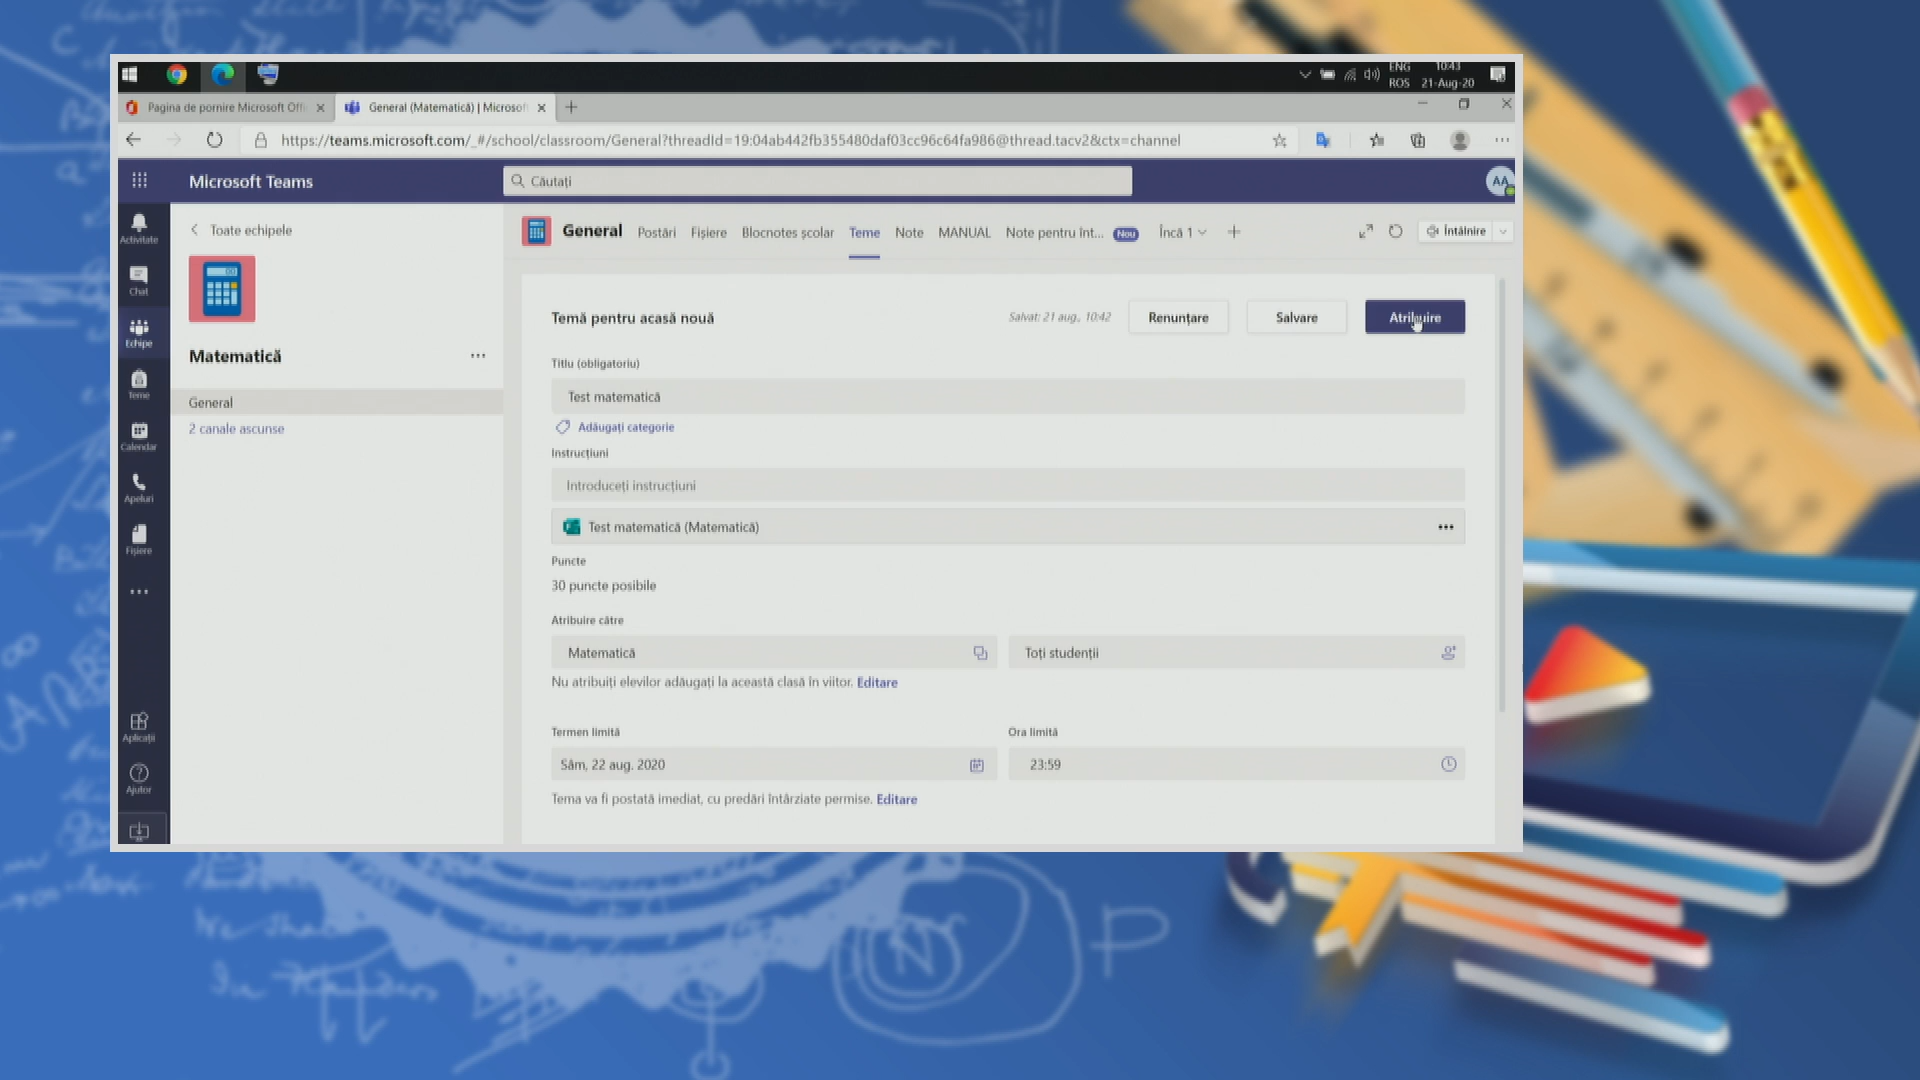 ENG
10:43
ROS
21-Aug-20
Pagina de pornire Microsoft Offi
General (Matematică) | Microsof
https://teams.microsoft.com/_#/school/classroom/General?threadId=19:04ab442fb355480daf03cc96c64fa986@thread.tacv2&ctx=channel
Microsoft Teams
Căutați
AA
Activitate
Chat
Echipe
Teme
Calendar
Apeluri
Fișiere
Aplicații
Ajutor
Toate echipele
Matematică
General
2 canale ascunse
General
Postări
Fișiere
Blocnotes școlar
Teme
Note
MANUAL
Note pentru înt...
Nou
Încă 1
Întâlnire
Temă pentru acasă nouă
Salvat: 21 aug., 10:42
Renunțare
Salvare
Atribuire
Titlu (obligatoriu)
Test matematică
Adăugați categorie
Instrucțiuni
Introduceți instrucțiuni
Test matematică (Matematică)
Puncte
30 puncte posibile
Atribuire către
Matematică
Toți studenții
Nu atribuiți elevilor adăugați la această clasă în viitor. Editare
Termen limită
Ora limită
Sâm, 22 aug. 2020
23:59
Tema va fi postată imediat, cu predări întârziate permise. Editare